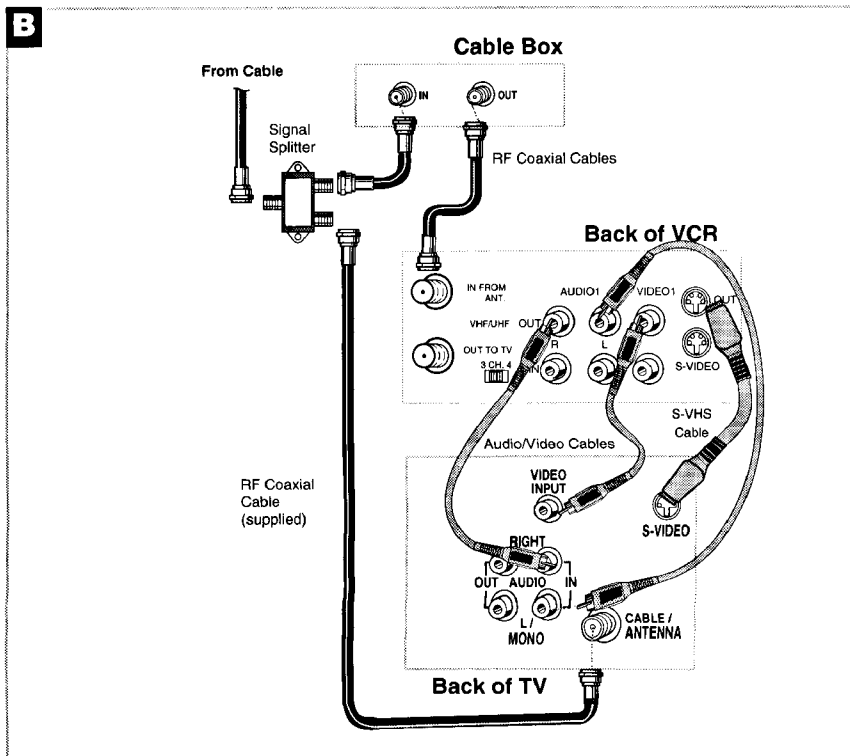 B
Cable Box
From Cable
IN
OUT
Signal
Splitter
RF Coaxial Cables
Back of VCR
IN FROM
ANT.
AUDIO1
VIDEO1
OUT
VHF/UHF
OUT
R
L
OUT TO TV
3 CH. 4
IN
S-VIDEO
S-VHS
Cable
Audio/Video Cables
VIDEO
INPUT
RF Coaxial
Cable
(supplied)
S-VIDEO
RIGHT
OUT AUDIO IN
L /
MONO
CABLE /
ANTENNA
Back of TV